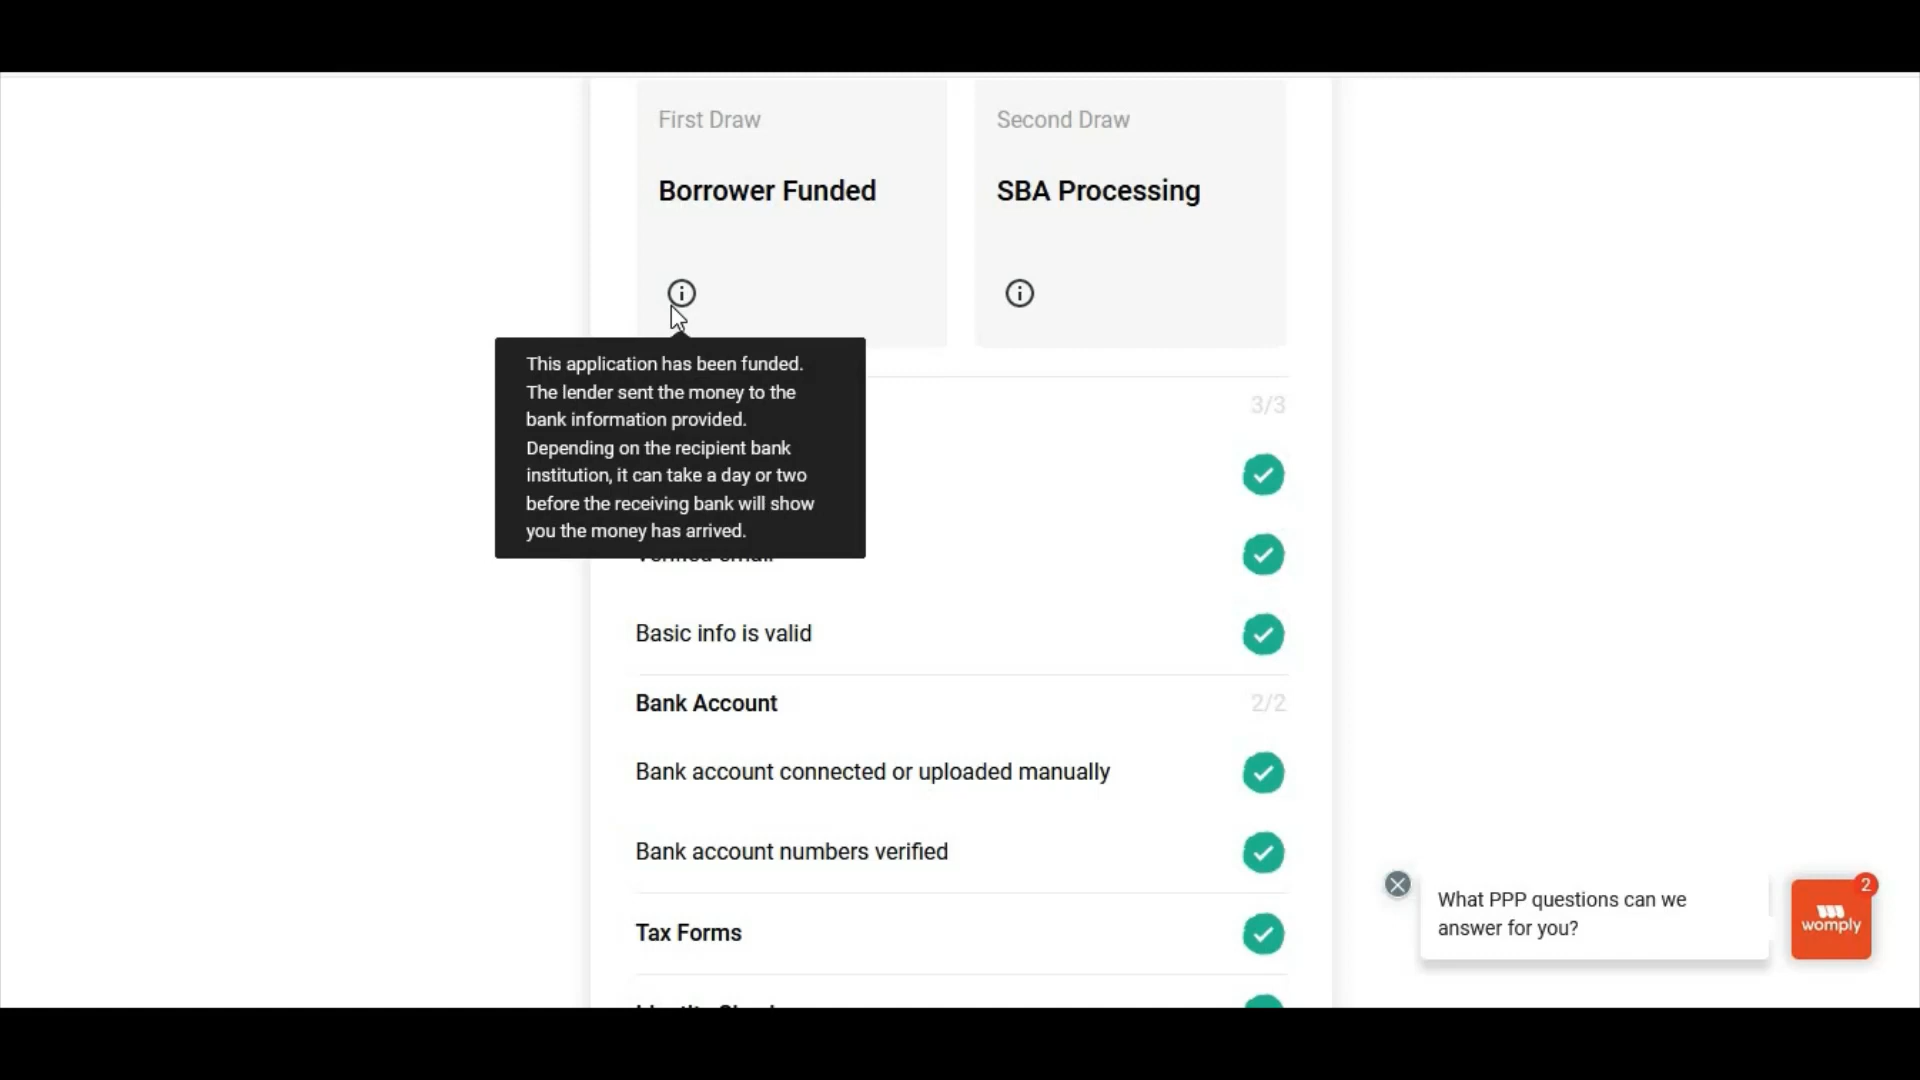 First Draw
Borrower Funded
Second Draw
SBA Processing
This application has been funded.
The lender sent the money to the
bank information provided.
Depending on the recipient bank
institution, it can take a day or two
before the receiving bank will show
you the money has arrived.
3/3
Verified email
Basic info is valid
Bank Account
2/2
Bank account connected or uploaded manually
Bank account numbers verified
Tax Forms
What PPP questions can we
answer for you?
2
womply